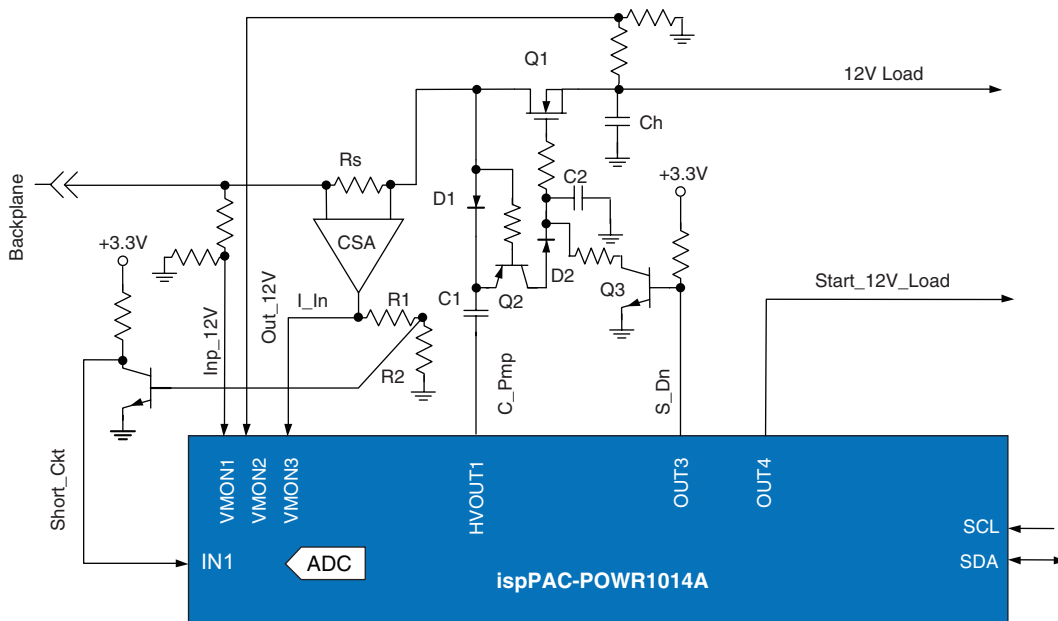 Q1
12V Load
Ch
Rs
+3.3V
Backplane
D1
C2
CSA
+3.3V
D2
Start_12V_Load
Q3
C1
Q2
I_In
R1
Out_12V
Inp_12V
R2
C_Pmp
S_Dn
Short_Ckt
VMON1
VMON2
VMON3
HVOUT1
OUT3
OUT4
SCL
IN1
ADC
SDA
ispPAC-POWR1014A